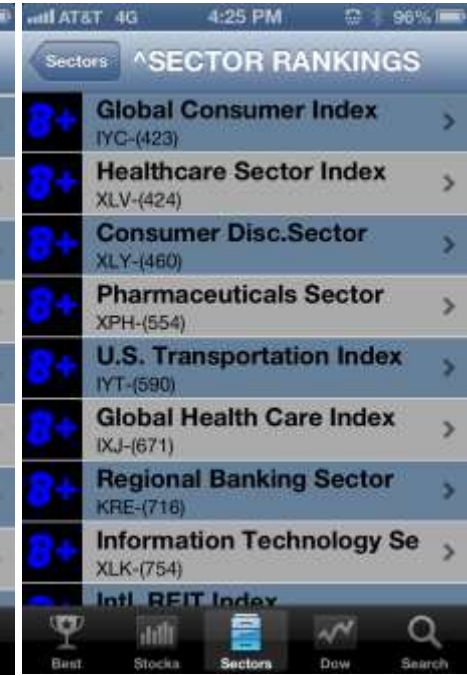 AT&T 4G 4:25 PM 96%
Sectors ^SECTOR RANKINGS
8+ Global Consumer Index
IYC-(423)
8+ Healthcare Sector Index
XLV-(424)
8+ Consumer Disc.Sector
XLY-(460)
8+ Pharmaceuticals Sector
XPH-(554)
8+ U.S. Transportation Index
IYT-(590)
8+ Global Health Care Index
IXJ-(671)
8+ Regional Banking Sector
KRE-(716)
8+ Information Technology Se
XLK-(754)
8+ Intl. REIT Index
Best Stocks Sectors Dow Search